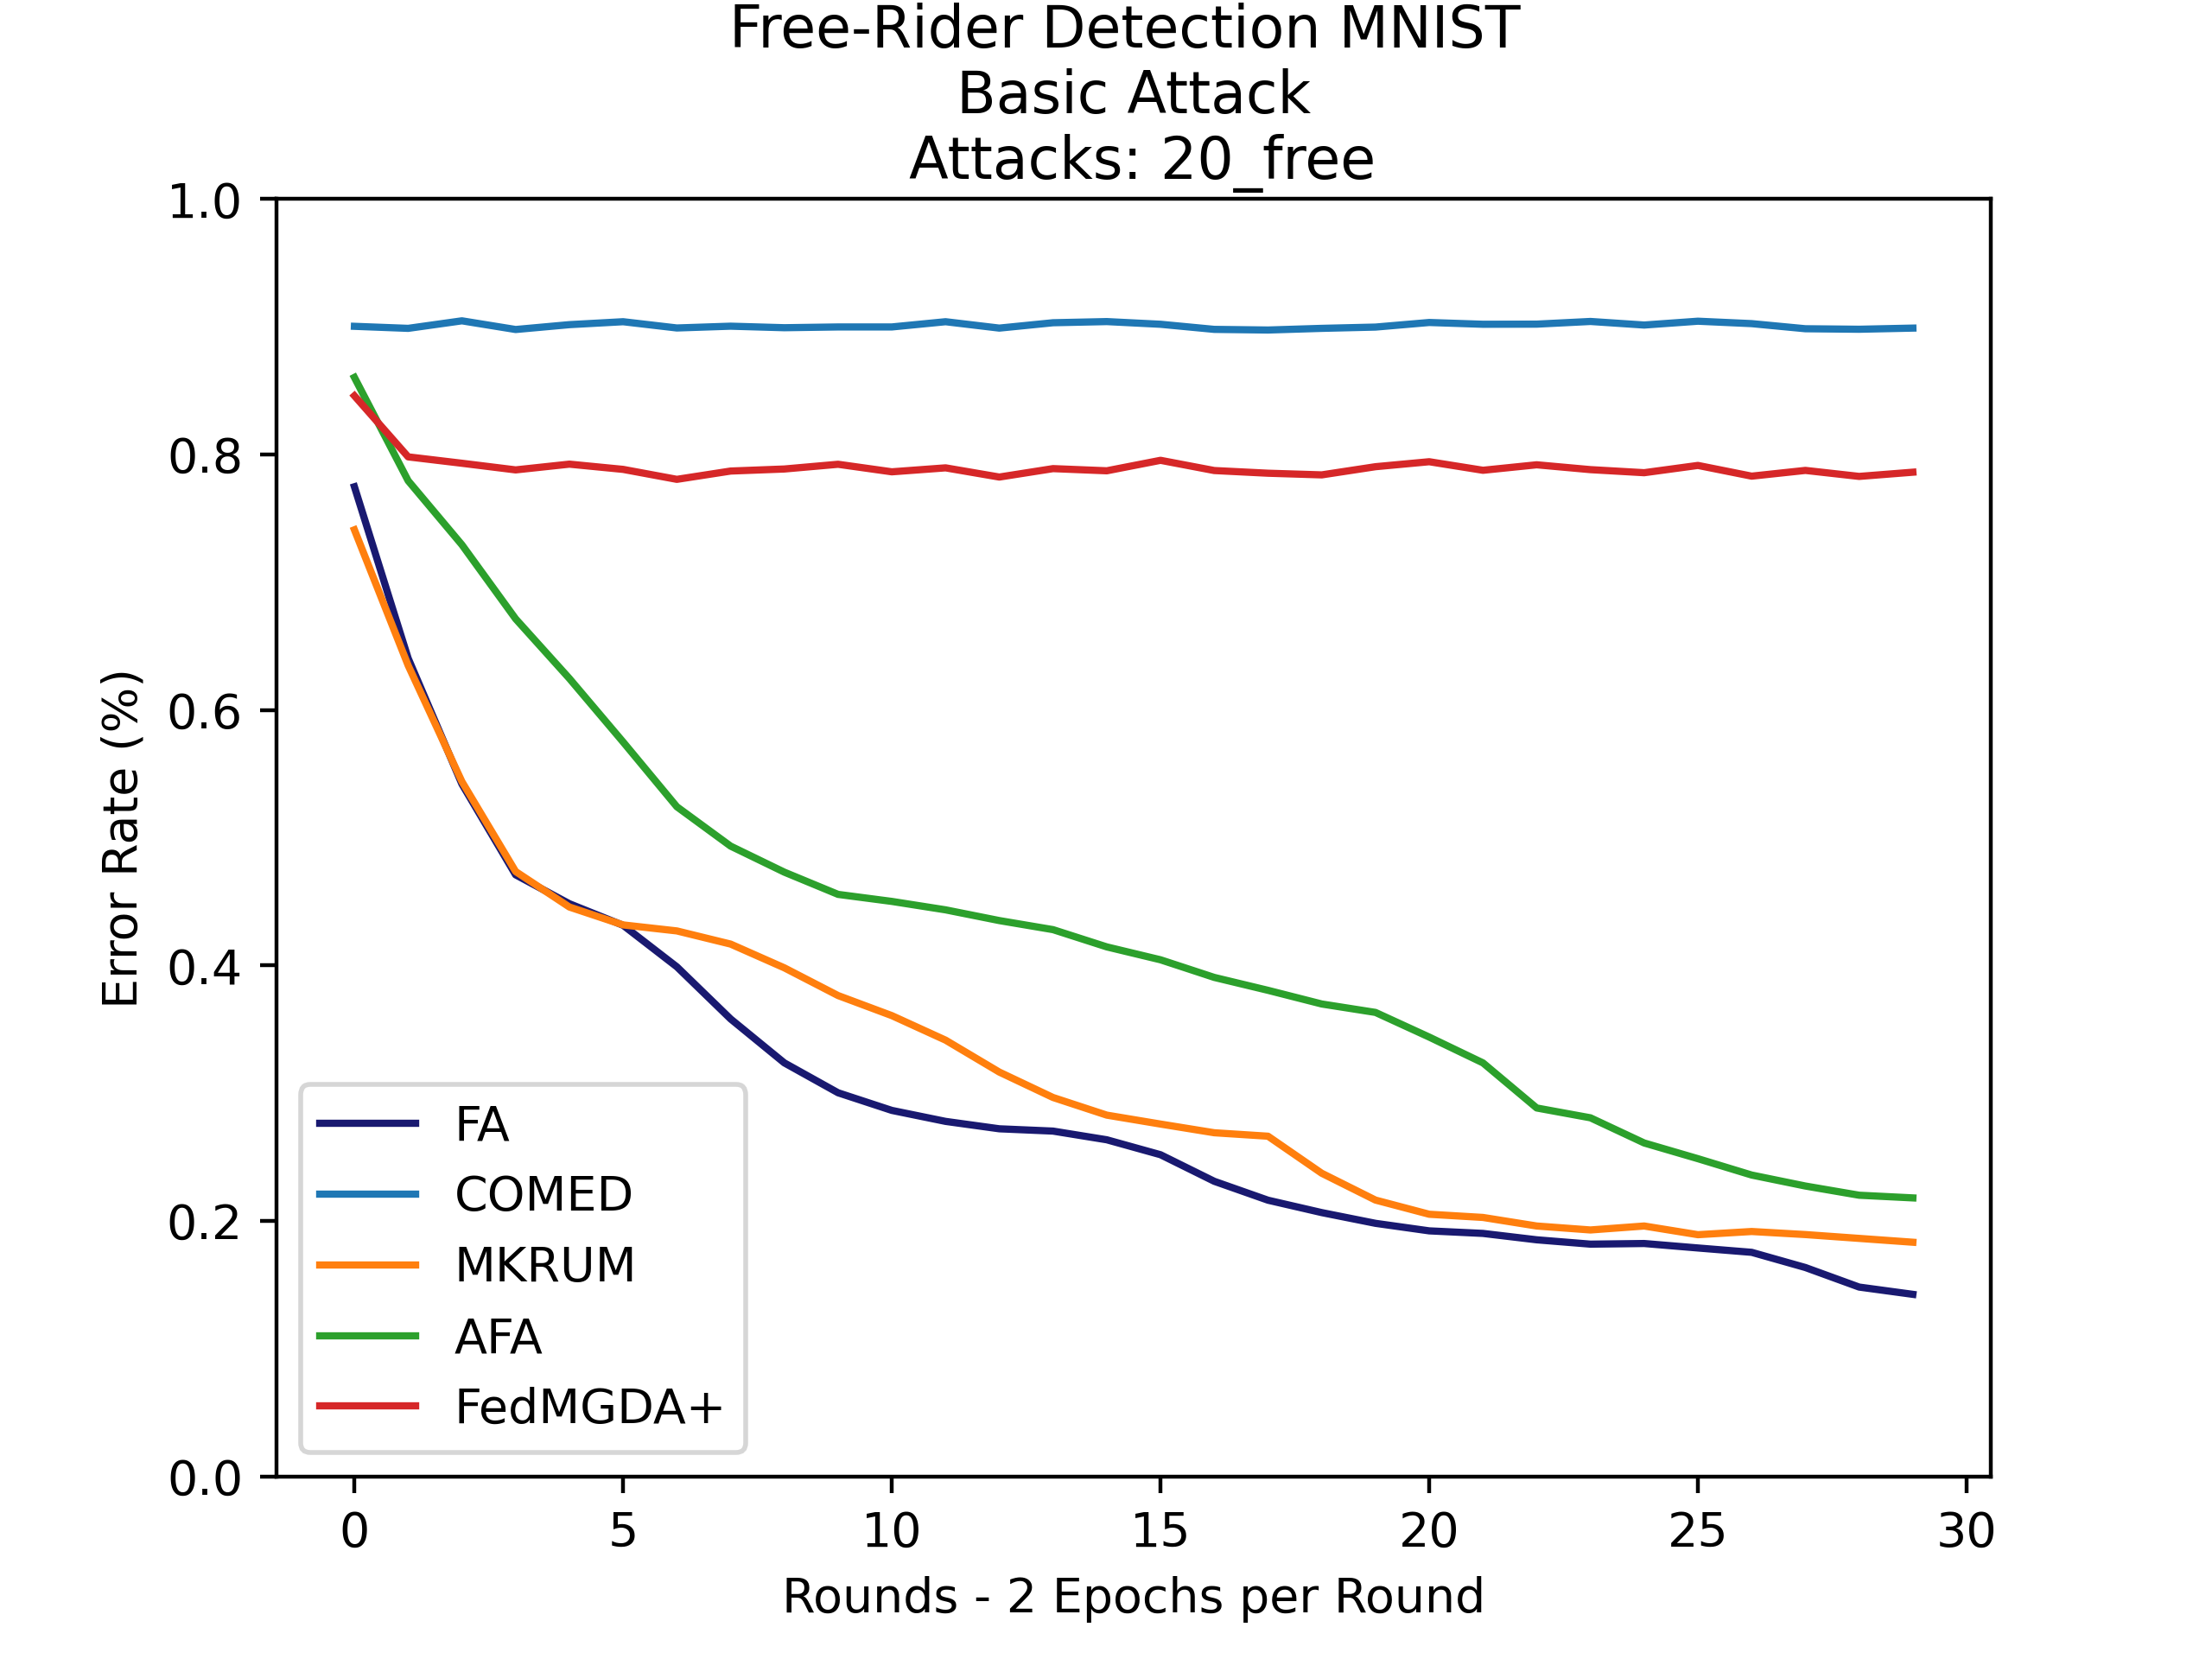 Free-Rider Detection MNIST
Basic Attack
Attacks: 20_free
1.0
0.8
0.6
0.4
0.2
0.0
Error Rate (%)
FA
COMED
MKRUM
AFA
FedMGDA+
0 5 10 15 20 25 30
Rounds - 2 Epochs per Round